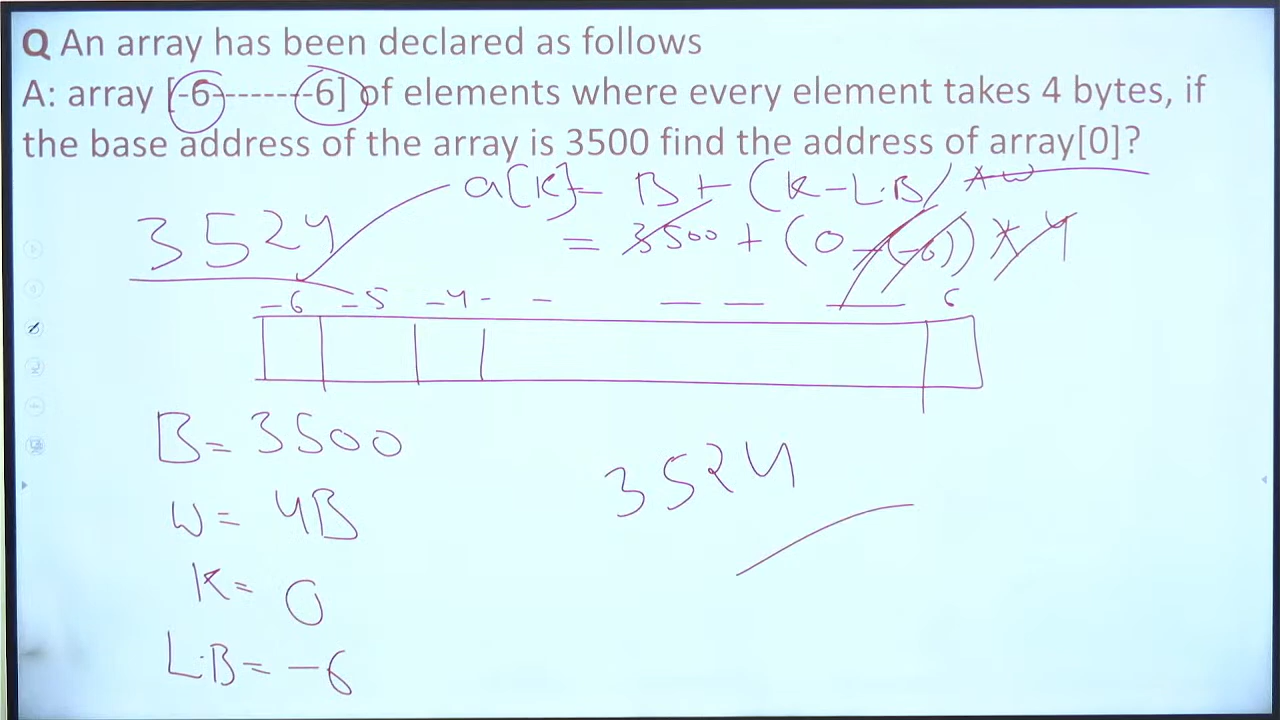 Q An array has been declared as follows
A: array [-6-------6] of elements where every element takes 4 bytes, if
the base address of the array is 3500 find the address of array[0]?
a[K]= B + (K-L.B) * w
3524
= 3500 + (0-(-6)) * 4
-6 -5 -4 - - — — — 6
B= 3500
3524
W= 4B
K= 0
L.B= -6